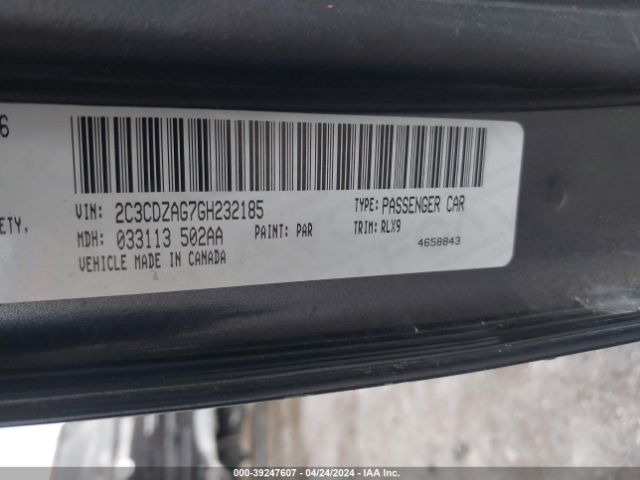 6
VIN: 2C3CDZAG7GH232185 TYPE: PASSENGER CAR
ETY, MDH: 033113 502AA PAINT: PAR TRIM: RLX9
VEHICLE MADE IN CANADA 4658843
000-39247607 / 04/24/2024 / IAA Inc.